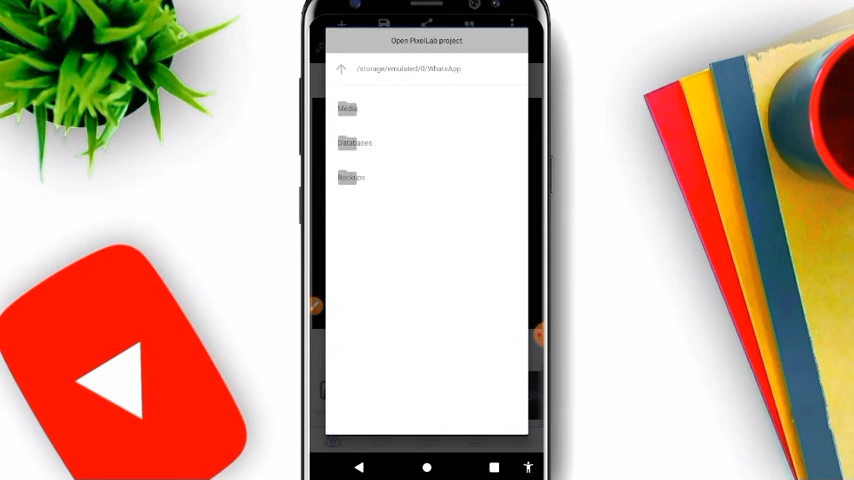 Open PixelLab project
/storage/emulated/0/WhatsApp
Media
Databases
Backups